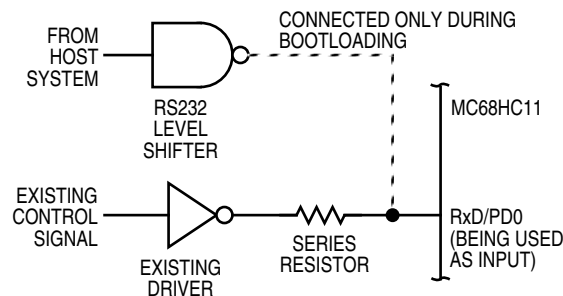 CONNECTED ONLY DURING
BOOTLOADING
FROM
HOST
SYSTEM
RS232
LEVEL
SHIFTER
MC68HC11
EXISTING
CONTROL
SIGNAL
EXISTING
DRIVER
SERIES
RESISTOR
RxD/PD0
(BEING USED
AS INPUT)